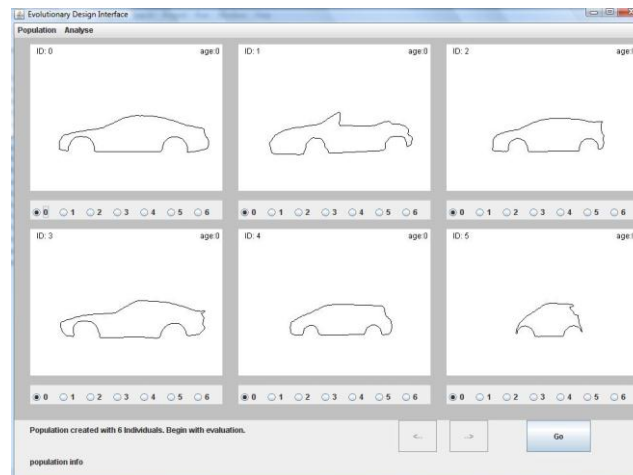 Evolutionary Design Interface
Population Analyse
ID: 0 age:0
ID: 1 age:0
ID: 2 age:0
0 1 2 3 4 5 6
0 1 2 3 4 5 6
0 1 2 3 4 5 6
ID: 3 age:0
ID: 4 age:0
ID: 5 age:0
0 1 2 3 4 5 6
0 1 2 3 4 5 6
0 1 2 3 4 5 6
Population created with 6 Individuals. Begin with evaluation.
<-- --> Go
population info